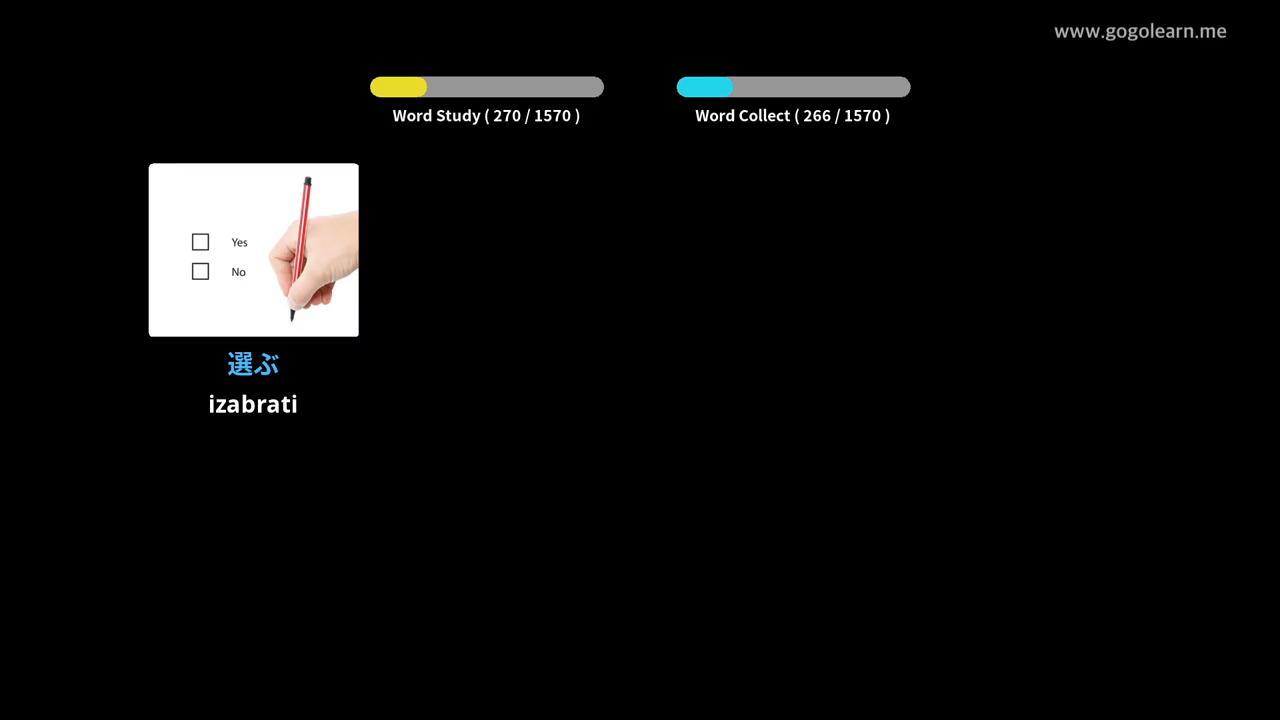 www.gogolearn.me
Word Study ( 270 / 1570 )
Word Collect ( 266 / 1570 )
Yes
No
選ぶ
izabrati